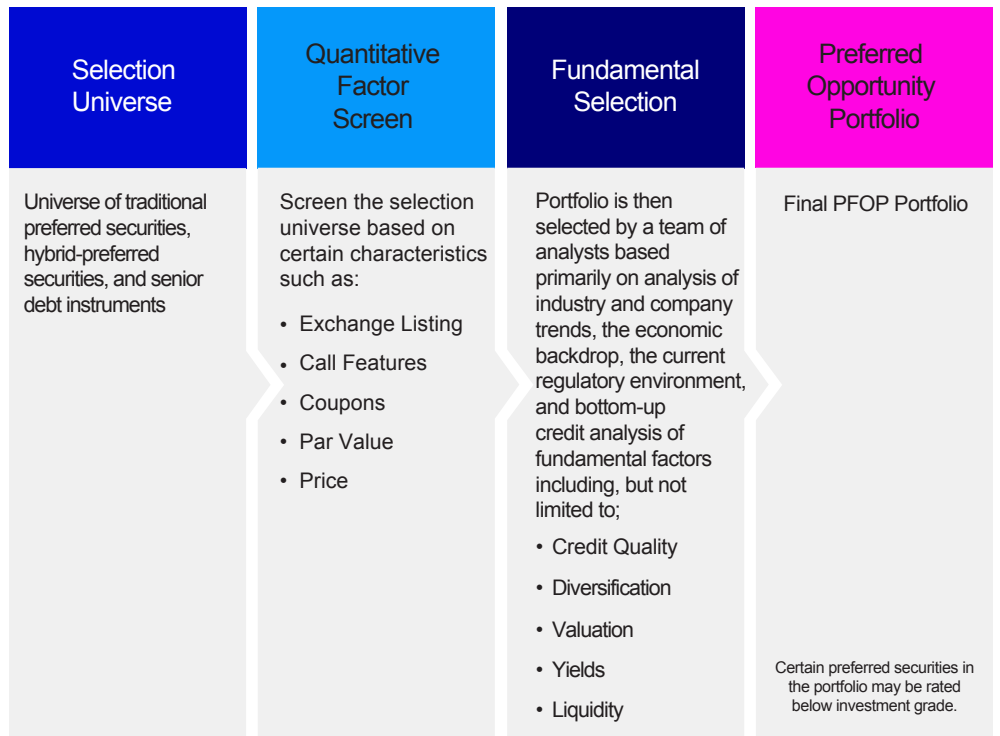 Selection
Universe
Universe of traditional
preferred securities,
hybrid-preferred
securities, and senior
debt instruments
Quantitative
Factor
Screen
Screen the selection
universe based on
certain characteristics
such as:
• Exchange Listing
• Call Features
• Coupons
• Par Value
• Price
Fundamental
Selection
Portfolio is then
selected by a team of
analysts based
primarily on analysis of
industry and company
trends, the economic
backdrop, the current
regulatory environment,
and bottom-up
credit analysis of
fundamental factors
including, but not
limited to;
• Credit Quality
• Diversification
• Valuation
• Yields
• Liquidity
Preferred
Opportunity
Portfolio
Final PFOP Portfolio
Certain preferred securities in
the portfolio may be rated
below investment grade.